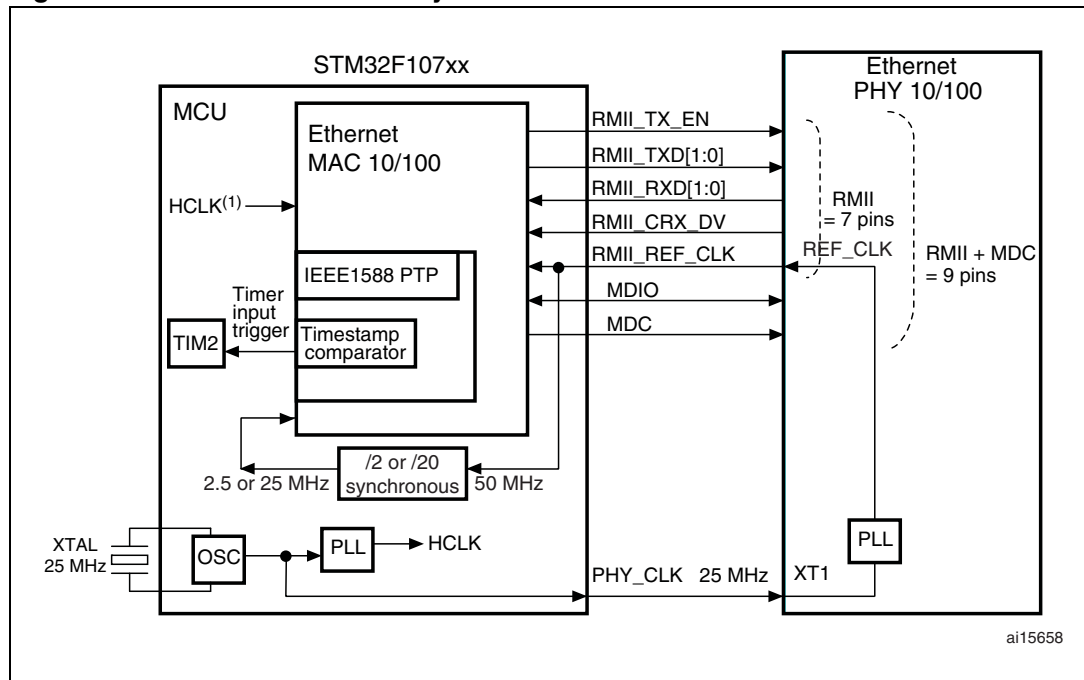 STM32F107xx
MCU
Ethernet
MAC 10/100
HCLK(1)
IEEE1588 PTP
Timer
input
trigger
TIM2
Timestamp
comparator
/2 or /20
synchronous
2.5 or 25 MHz
50 MHz
XTAL
25 MHz
OSC
PLL
HCLK
RMII_TX_EN
RMII_TXD[1:0]
RMII_RXD[1:0]
RMII_CRX_DV
RMII_REF_CLK
MDIO
MDC
PHY_CLK 25 MHz
Ethernet
PHY 10/100
RMII
= 7 pins
REF_CLK
RMII + MDC
= 9 pins
PLL
XT1
ai15658